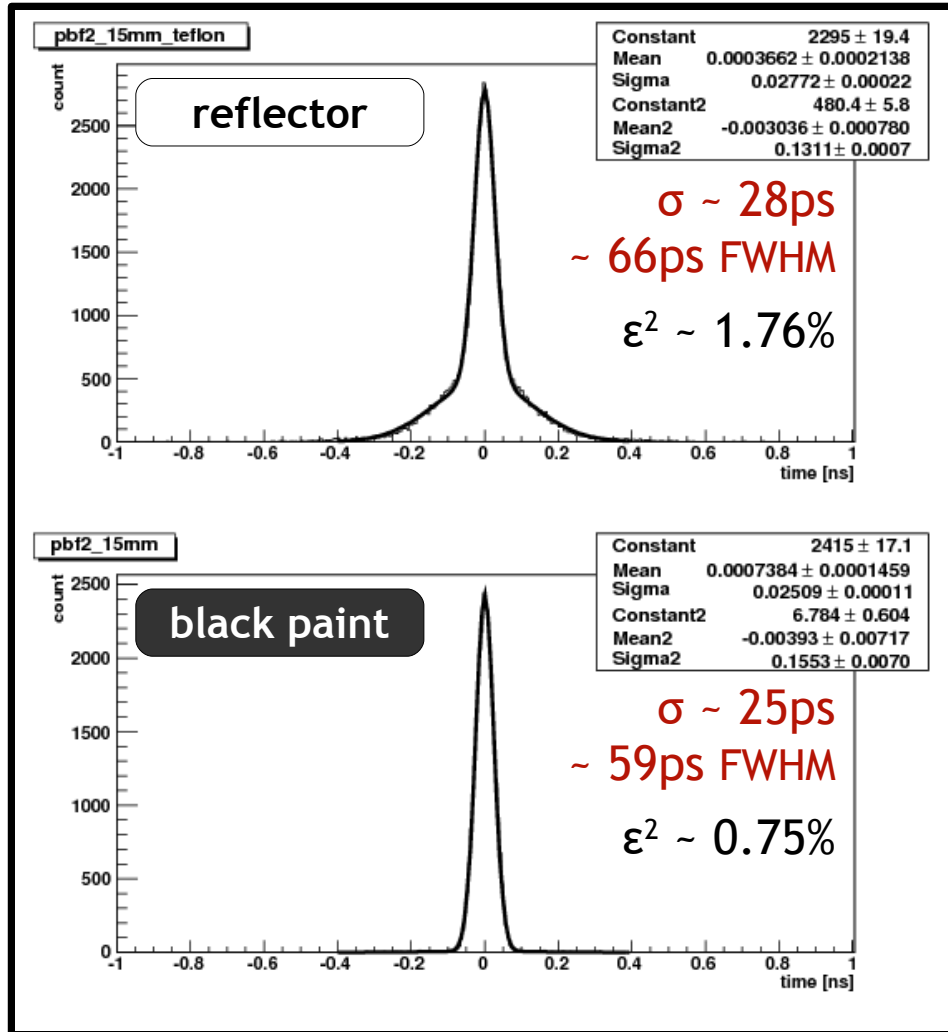 pbf2_15mm_teflon
Constant 2295 ± 19.4
Mean 0.0003662 ± 0.0002138
Sigma 0.02772 ± 0.00022
Constant2 480.4 ± 5.8
Mean2 -0.003036 ± 0.000780
Sigma2 0.1311 ± 0.0007
count
reflector
2500
2000
1500
1000
500
0
σ ~ 28ps
~ 66ps FWHM
ε² ~ 1.76%
-1 -0.8 -0.6 -0.4 -0.2 0 0.2 0.4 0.6 0.8 1
time [ns]
pbf2_15mm
Constant 2415 ± 17.1
Mean 0.0007384 ± 0.0001459
Sigma 0.02509 ± 0.00011
Constant2 6.784 ± 0.604
Mean2 -0.00393 ± 0.00717
Sigma2 0.1553 ± 0.0070
count
black paint
2500
2000
1500
1000
500
0
σ ~ 25ps
~ 59ps FWHM
ε² ~ 0.75%
-1 -0.8 -0.6 -0.4 -0.2 0 0.2 0.4 0.6 0.8 1
time [ns]